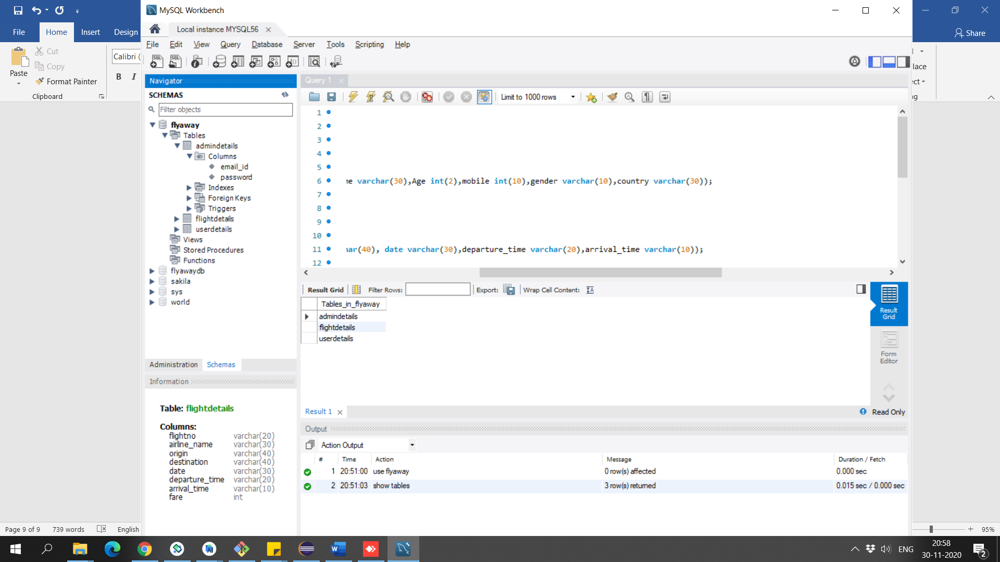 MySQL Workbench
File
Home
Insert
Design
Share
Cut
Copy
Paste
Format Painter
Clipboard
Calibri (
B
I
lace
ect
ng
Local instance MYSQL56
File Edit View Query Database Server Tools Scripting Help
Navigator
SCHEMAS
Filter objects
flyaway
Tables
admindetails
Columns
email_id
password
Indexes
Foreign Keys
Triggers
flightdetails
userdetails
Views
Stored Procedures
Functions
flyawaydb
sakila
sys
world
Administration Schemas
Information
Table: flightdetails
Columns:
flightno varchar(20)
airline_name varchar(30)
origin varchar(40)
destination varchar(40)
date varchar(30)
departure_time varchar(20)
arrival_time varchar(10)
fare int
Query 1
Limit to 1000 rows
1
2
3
4
5
6 me varchar(30),Age int(2),mobile int(10),gender varchar(10),country varchar(30));
7
8
9
10
11 har(40), date varchar(30),departure_time varchar(20),arrival_time varchar(10));
12
Result Grid Filter Rows: Export: Wrap Cell Content:
Tables_in_flyaway
admindetails
flightdetails
userdetails
Result Grid
Form Editor
Result 1
Read Only
Output
Action Output
# Time Action Message Duration / Fetch
1 20:51:00 use flyaway 0 row(s) affected 0.000 sec
2 20:51:03 show tables 3 row(s) returned 0.015 sec / 0.000 sec
Page 9 of 9 739 words English
95%
ENG
20:58
30-11-2020
2